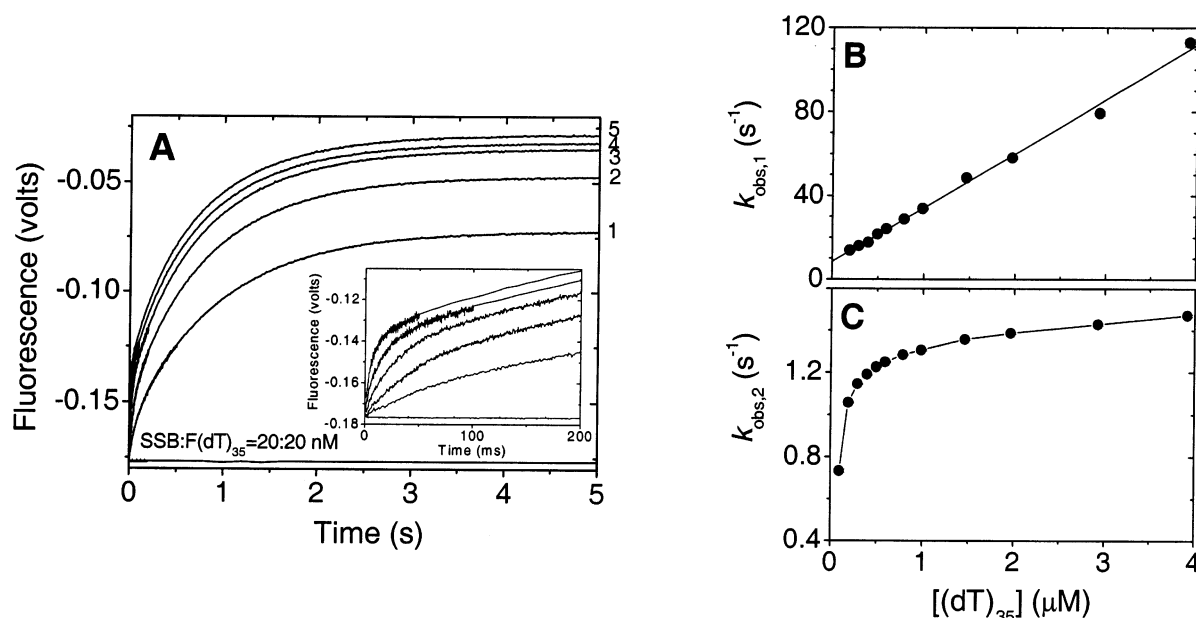 A
Fluorescence (volts)
-0.05
-0.10
-0.15
5
4
3
2
1
SSB:F(dT)35=20:20 nM
0 1 2 3 4 5
Time (s)
Fluorescence (volts)
-0.12
-0.14
-0.16
-0.18
0 100 200
Time (ms)
B
kobs,1 (s-1)
120
80
40
0
C
kobs,2 (s-1)
1.2
0.8
0.4
0 1 2 3 4
[(dT)35] (μM)